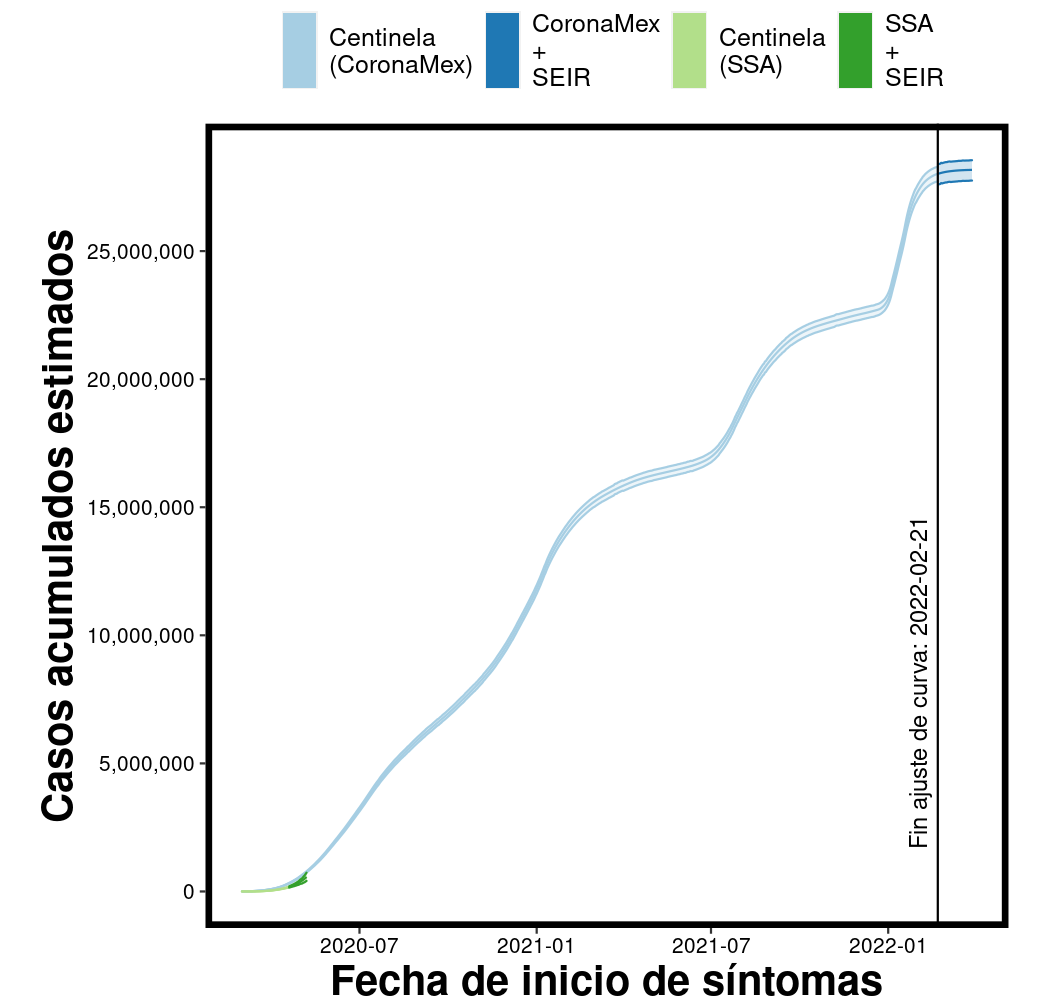 Centinela
(CoronaMex)
CoronaMex
+
SEIR
Centinela
(SSA)
SSA
+
SEIR
Casos acumulados estimados
25,000,000
20,000,000
15,000,000
10,000,000
5,000,000
0
Fin ajuste de curva: 2022-02-21
2020-07
2021-01
2021-07
2022-01
Fecha de inicio de síntomas